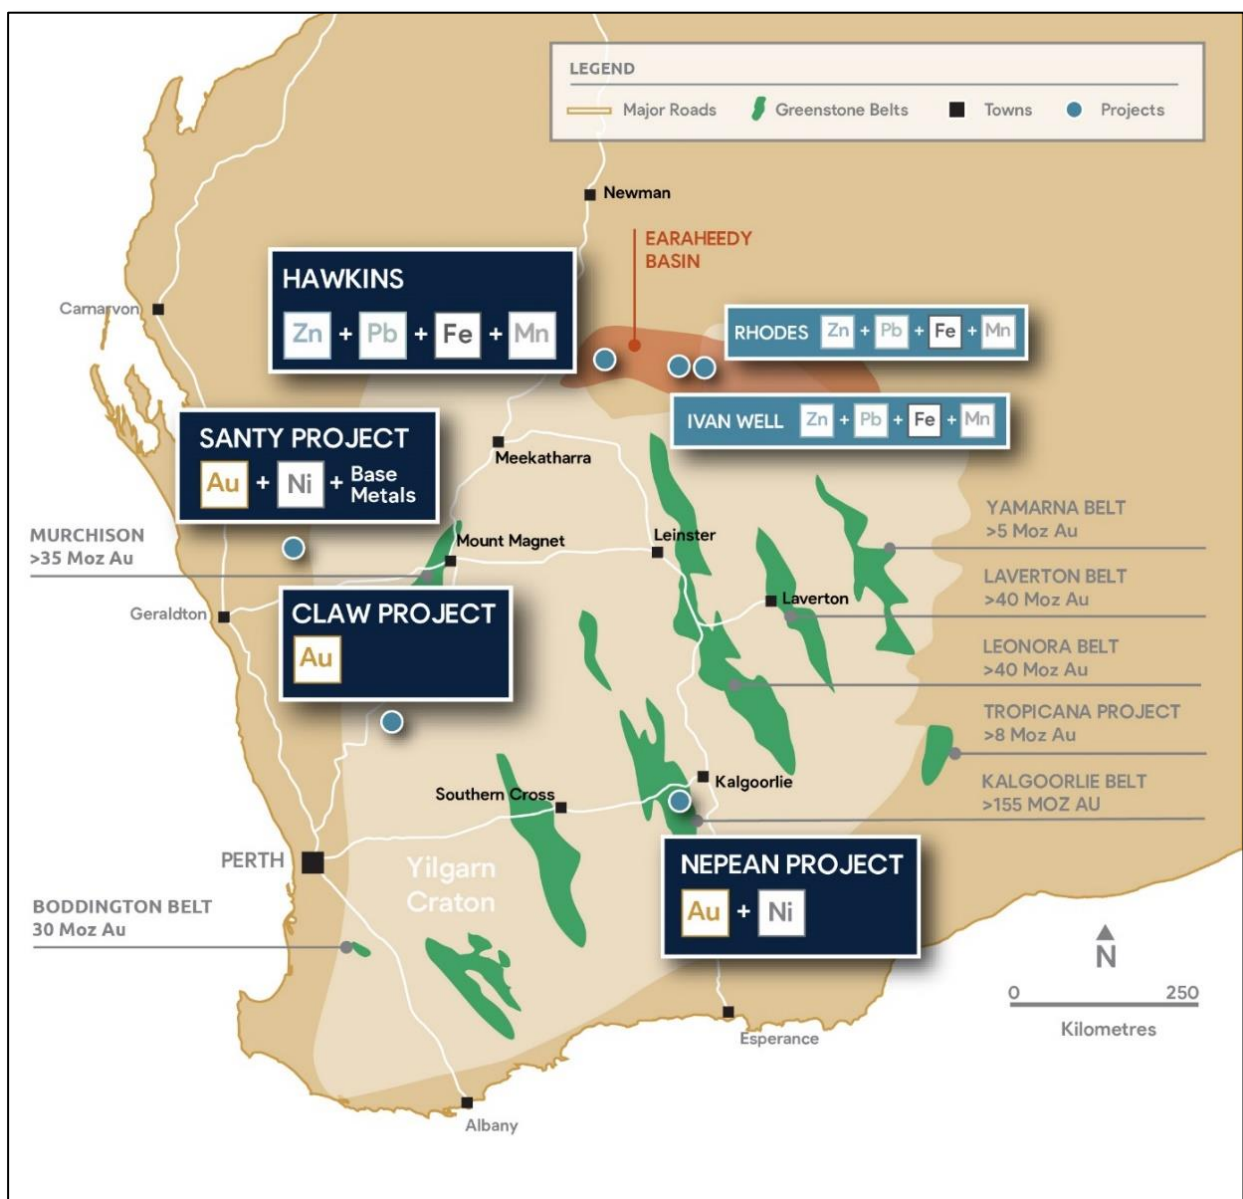 LEGEND
Major Roads
Greenstone Belts
Towns
Projects
Newman
EARAHEEDY
BASIN
HAWKINS
Zn + Pb + Fe + Mn
Carnarvon
RHODES Zn + Pb + Fe + Mn
IVAN WELL Zn + Pb + Fe + Mn
SANTY PROJECT
Au + Ni + Base
Metals
Meekatharra
MURCHISON
>35 Moz Au
Mount Magnet
Leinster
YAMARNA BELT
>5 Moz Au
LAVERTON BELT
>40 Moz Au
Geraldton
CLAW PROJECT
Au
Laverton
LEONORA BELT
>40 Moz Au
TROPICANA PROJECT
>8 Moz Au
KALGOORLIE BELT
>155 MOZ AU
Kalgoorlie
Southern Cross
PERTH
Yilgarn
Craton
NEPEAN PROJECT
Au + Ni
BODDINGTON BELT
30 Moz Au
N
0 250
Kilometres
Esperance
Albany